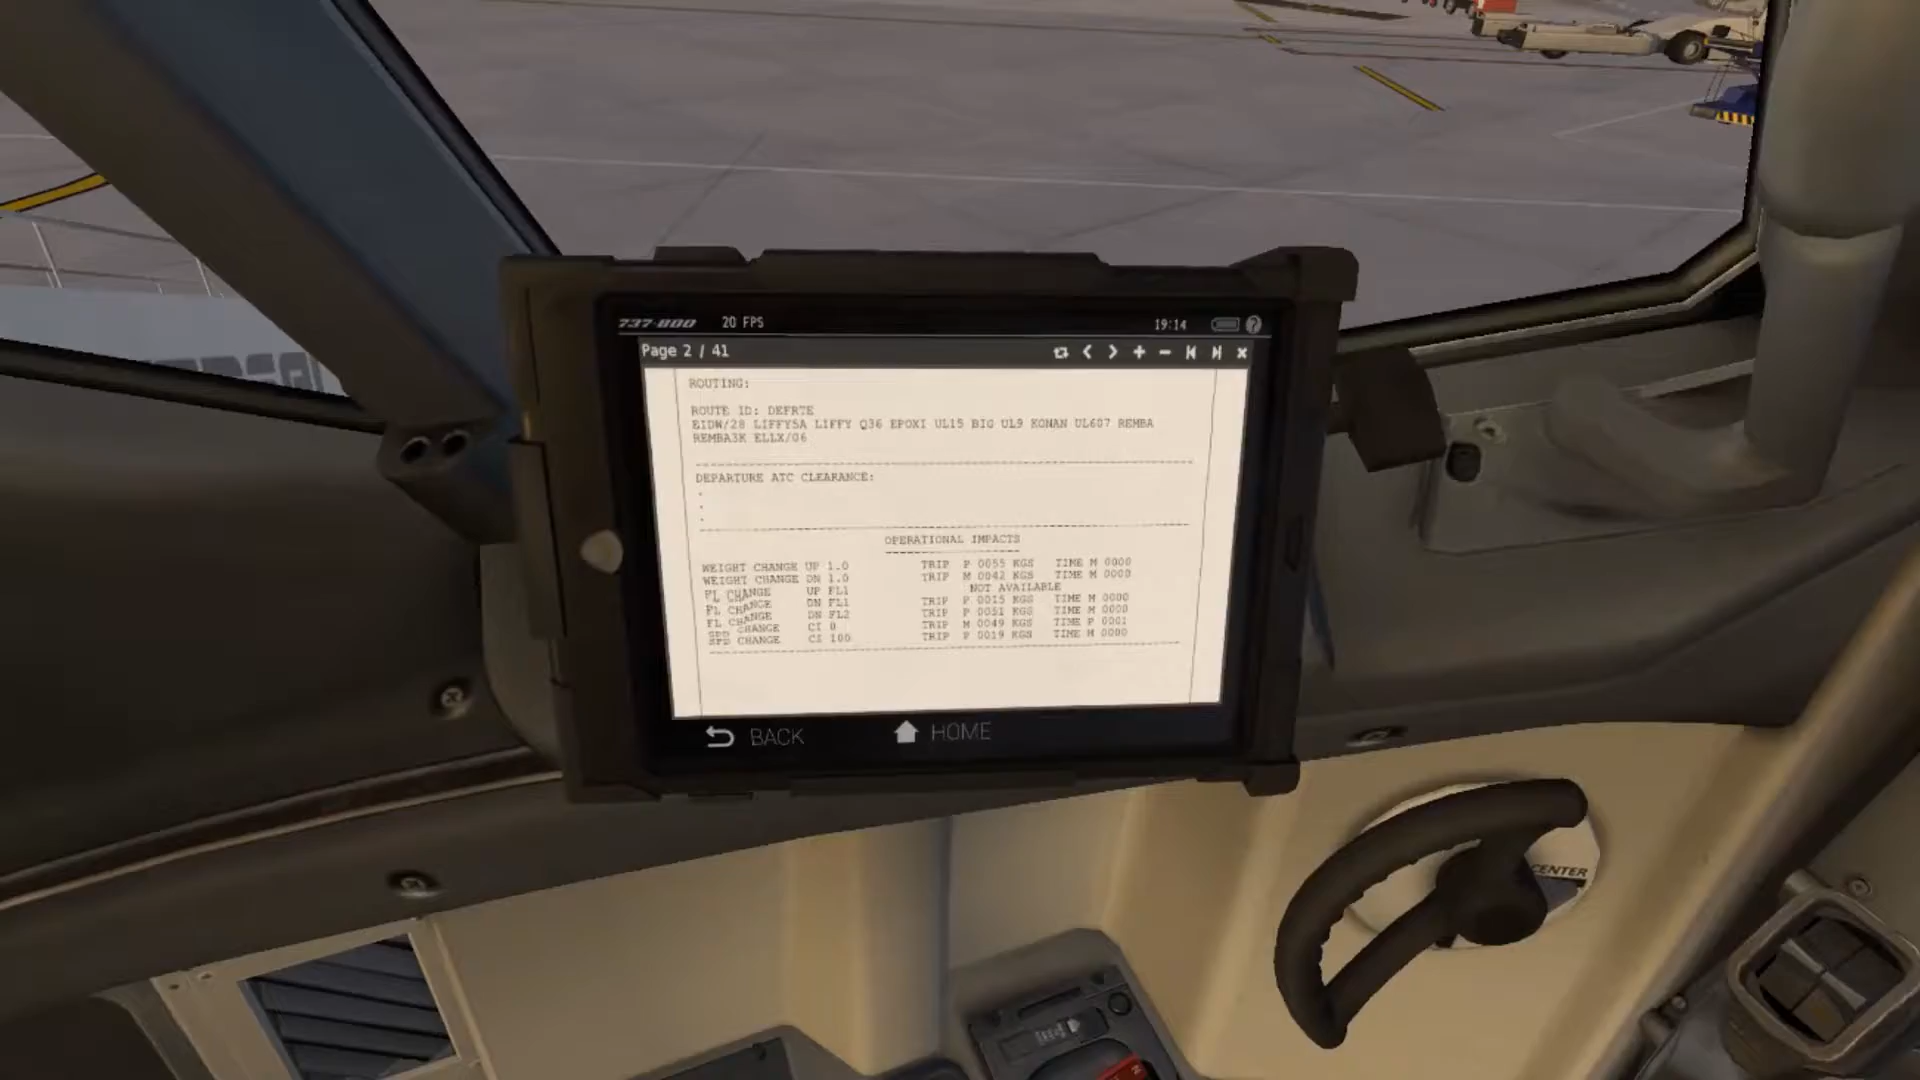 737-800 20 FPS 19:14 ?
Page 2 / 41
ROUTING:
ROUTE ID: DEFRTE
EIDW/28 LIFFY5A LIFFY Q36 EPOXI UL15 BIG UL9 KONAN UL607 REMBA
REMBA3K ELLX/06
DEPARTURE ATC CLEARANCE:
.
.
.
OPERATIONAL IMPACTS
WEIGHT CHANGE UP 1.0 TRIP P 0055 KGS TIME M 0000
WEIGHT CHANGE DN 1.0 TRIP M 0042 KGS TIME M 0000
FL CHANGE UP FL1 NOT AVAILABLE
FL CHANGE DN FL1 TRIP P 0015 KGS TIME M 0000
FL CHANGE DN FL2 TRIP P 0051 KGS TIME M 0000
SPD CHANGE CI 0 TRIP M 0049 KGS TIME P 0001
SPD CHANGE CI 100 TRIP P 0019 KGS TIME M 0000
BACK HOME
CENTER